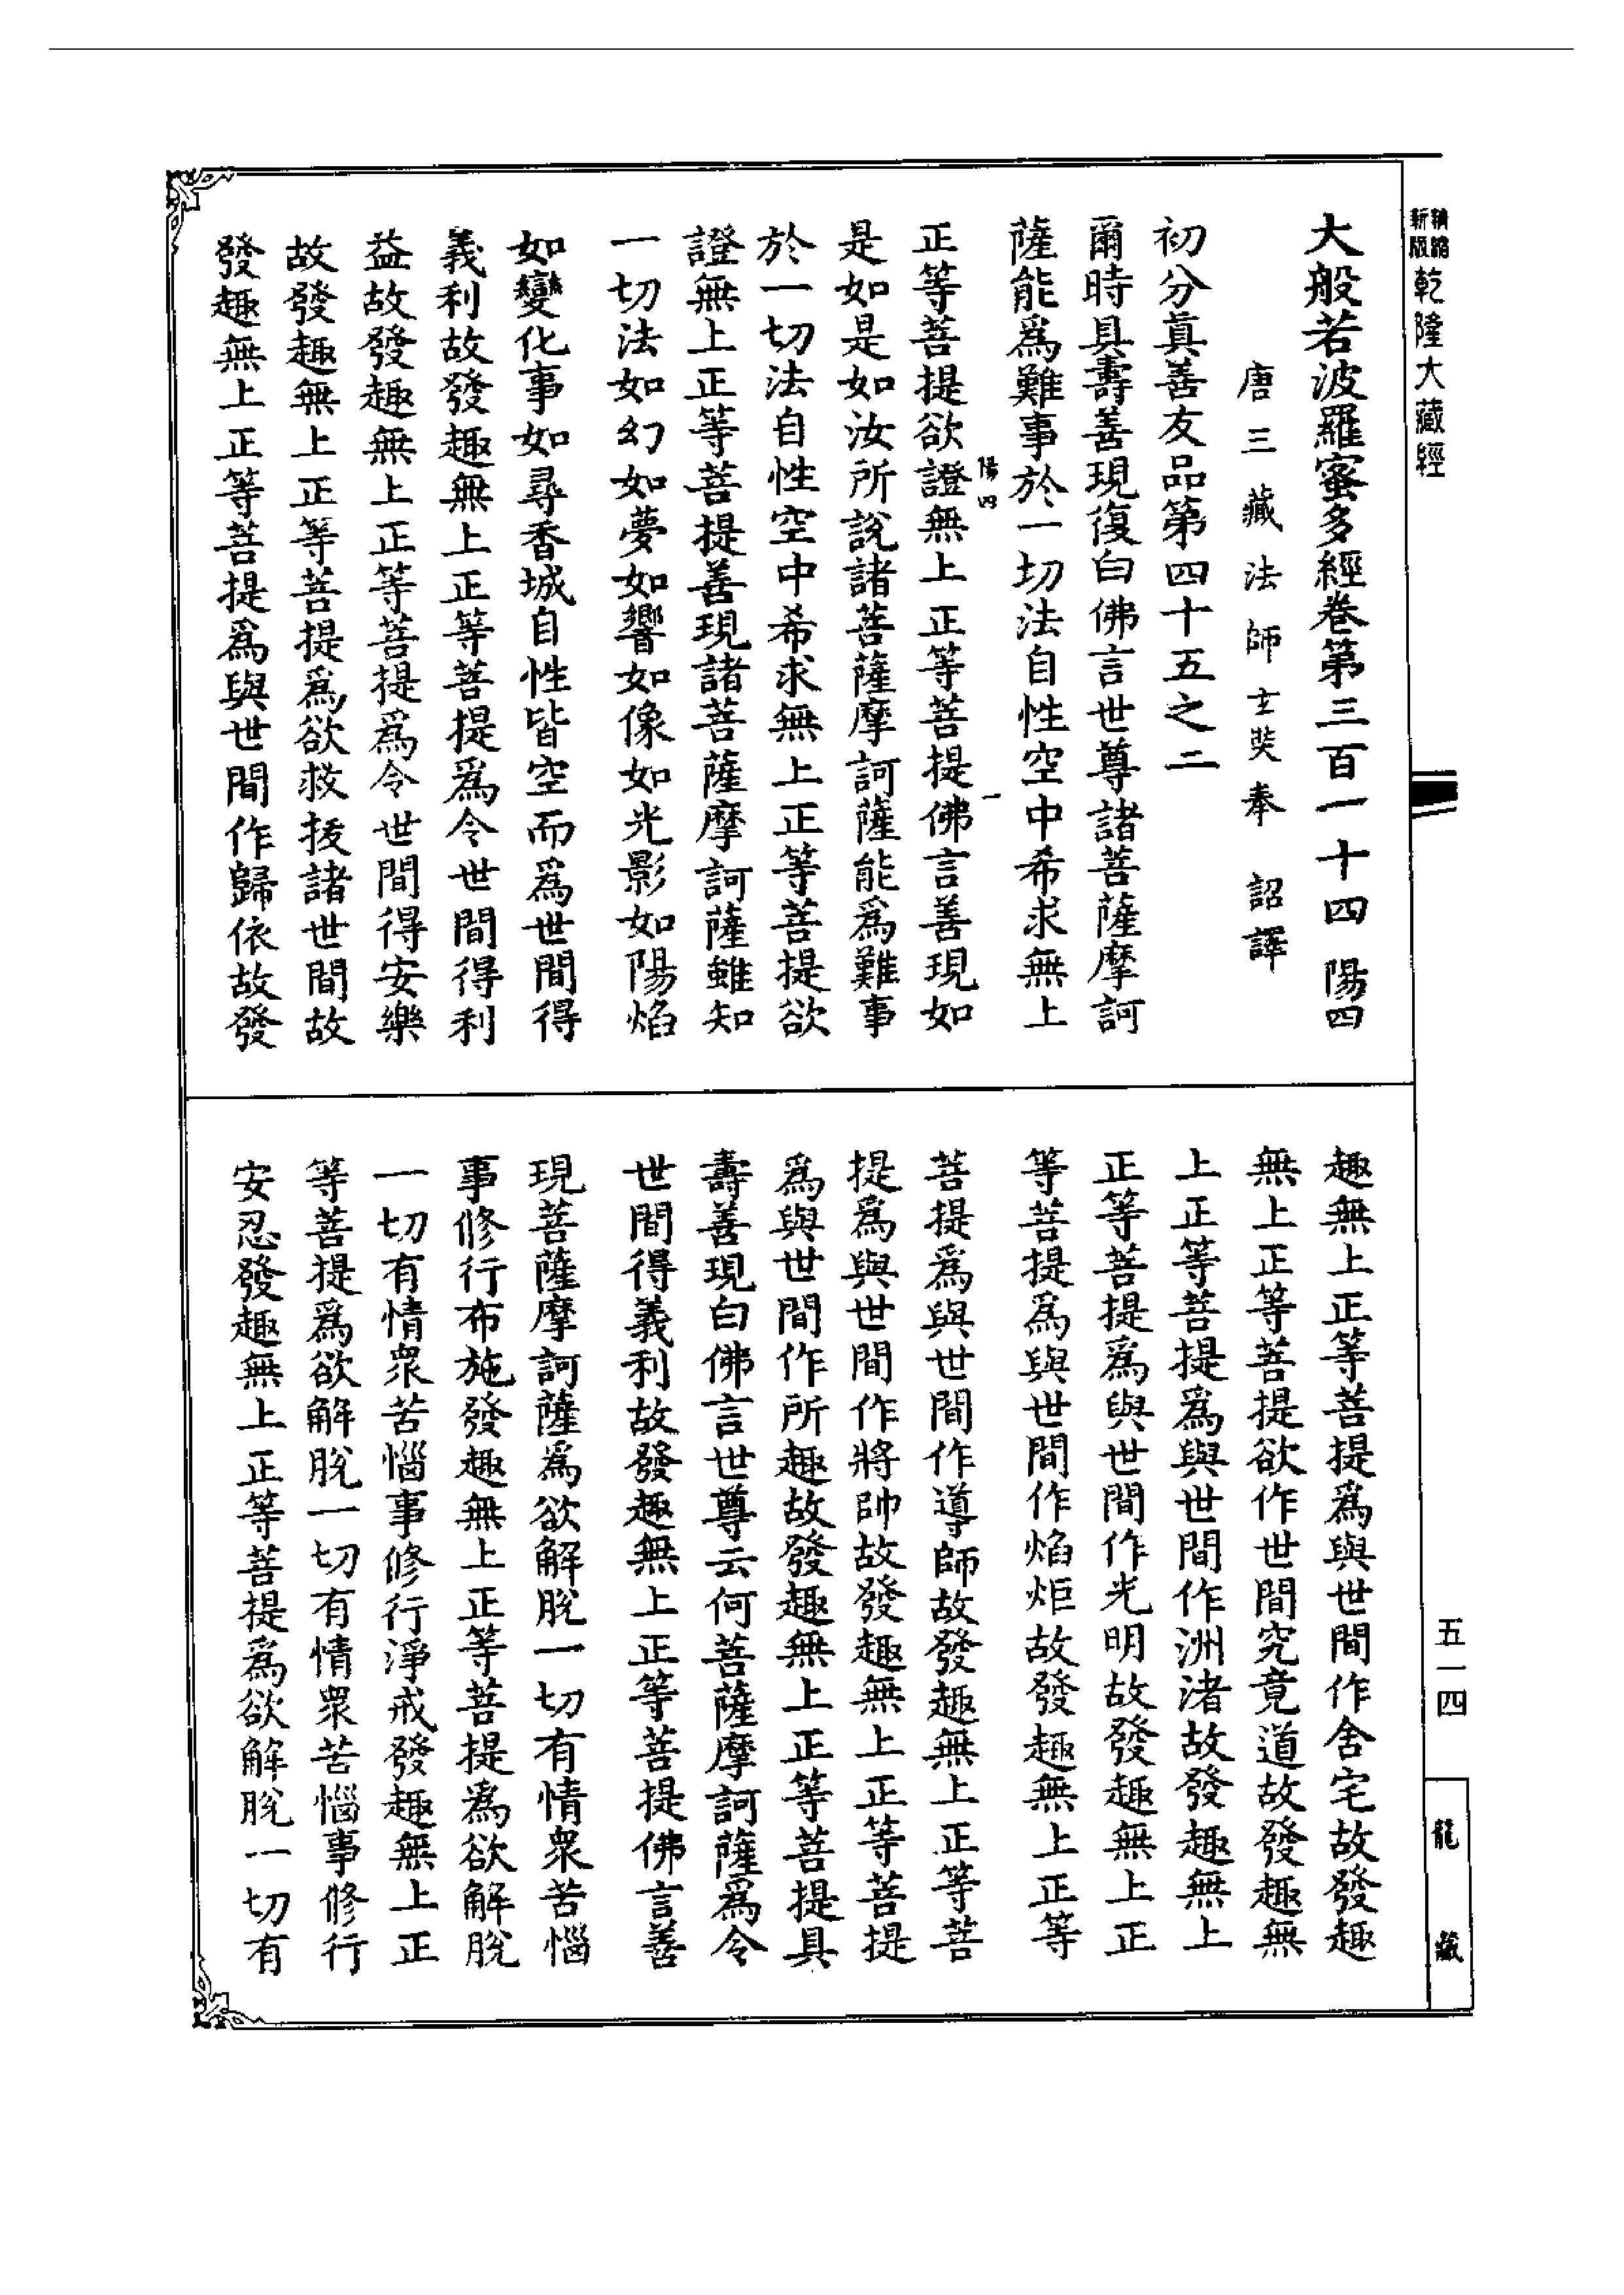 精縮新版乾隆大藏經
大般若波羅蜜多經卷第三百一十四　陽四
唐三藏法師玄奘奉　詔譯
初分真善友品第四十五之二
爾時具壽善現復白佛言世尊諸菩薩摩訶
薩能爲難事於一切法自性空中希求無上
陽四　一
正等菩提欲證無上正等菩提佛言善現如
是如是如汝所說諸菩薩摩訶薩能爲難事
於一切法自性空中希求無上正等菩提欲
證無上正等菩提善現諸菩薩摩訶薩雖知
一切法如幻如夢如響如像如光影如陽焰
如變化事如尋香城自性皆空而爲世間得
義利故發趣無上正等菩提爲令世間得利
益故發趣無上正等菩提爲令世間得安樂
故發趣無上正等菩提爲欲救拔諸世間故
發趣無上正等菩提爲與世間作歸依故發
趣無上正等菩提爲與世間作舍宅故發趣
無上正等菩提欲作世間究竟道故發趣無
上正等菩提爲與世間作洲渚故發趣無上
正等菩提爲與世間作光明故發趣無上正
等菩提爲與世間作焰炬故發趣無上正等
菩提爲與世間作導師故發趣無上正等菩
提爲與世間作將帥故發趣無上正等菩提
爲與世間作所趣故發趣無上正等菩提具
壽善現白佛言世尊云何菩薩摩訶薩爲令
世間得義利故發趣無上正等菩提佛言善
現菩薩摩訶薩爲欲解脫一切有情眾苦惱
事修行布施發趣無上正等菩提爲欲解脫
一切有情眾苦惱事修行淨戒發趣無上正
等菩提爲欲解脫一切有情眾苦惱事修行
安忍發趣無上正等菩提爲欲解脫一切有
五一四
龍藏